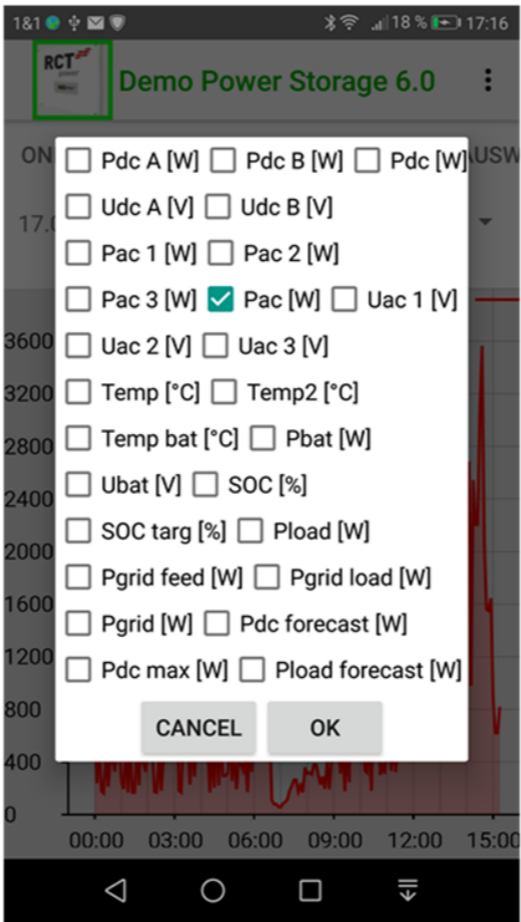 1&1 18 % 17:16
RCT power
Demo Power Storage 6.0
ON USW
Pdc A [W] Pdc B [W] Pdc [W]
17.0
Udc A [V] Udc B [V]
Pac 1 [W] Pac 2 [W]
Pac 3 [W] Pac [W] Uac 1 [V]
3600
Uac 2 [V] Uac 3 [V]
3200
Temp [°C] Temp2 [°C]
2800
Temp bat [°C] Pbat [W]
2400
Ubat [V] SOC [%]
2000
SOC targ [%] Pload [W]
1600
Pgrid feed [W] Pgrid load [W]
1200
Pgrid [W] Pdc forecast [W]
Pdc max [W] Pload forecast [W]
800
CANCEL OK
400
0
00:00 03:00 06:00 09:00 12:00 15:00